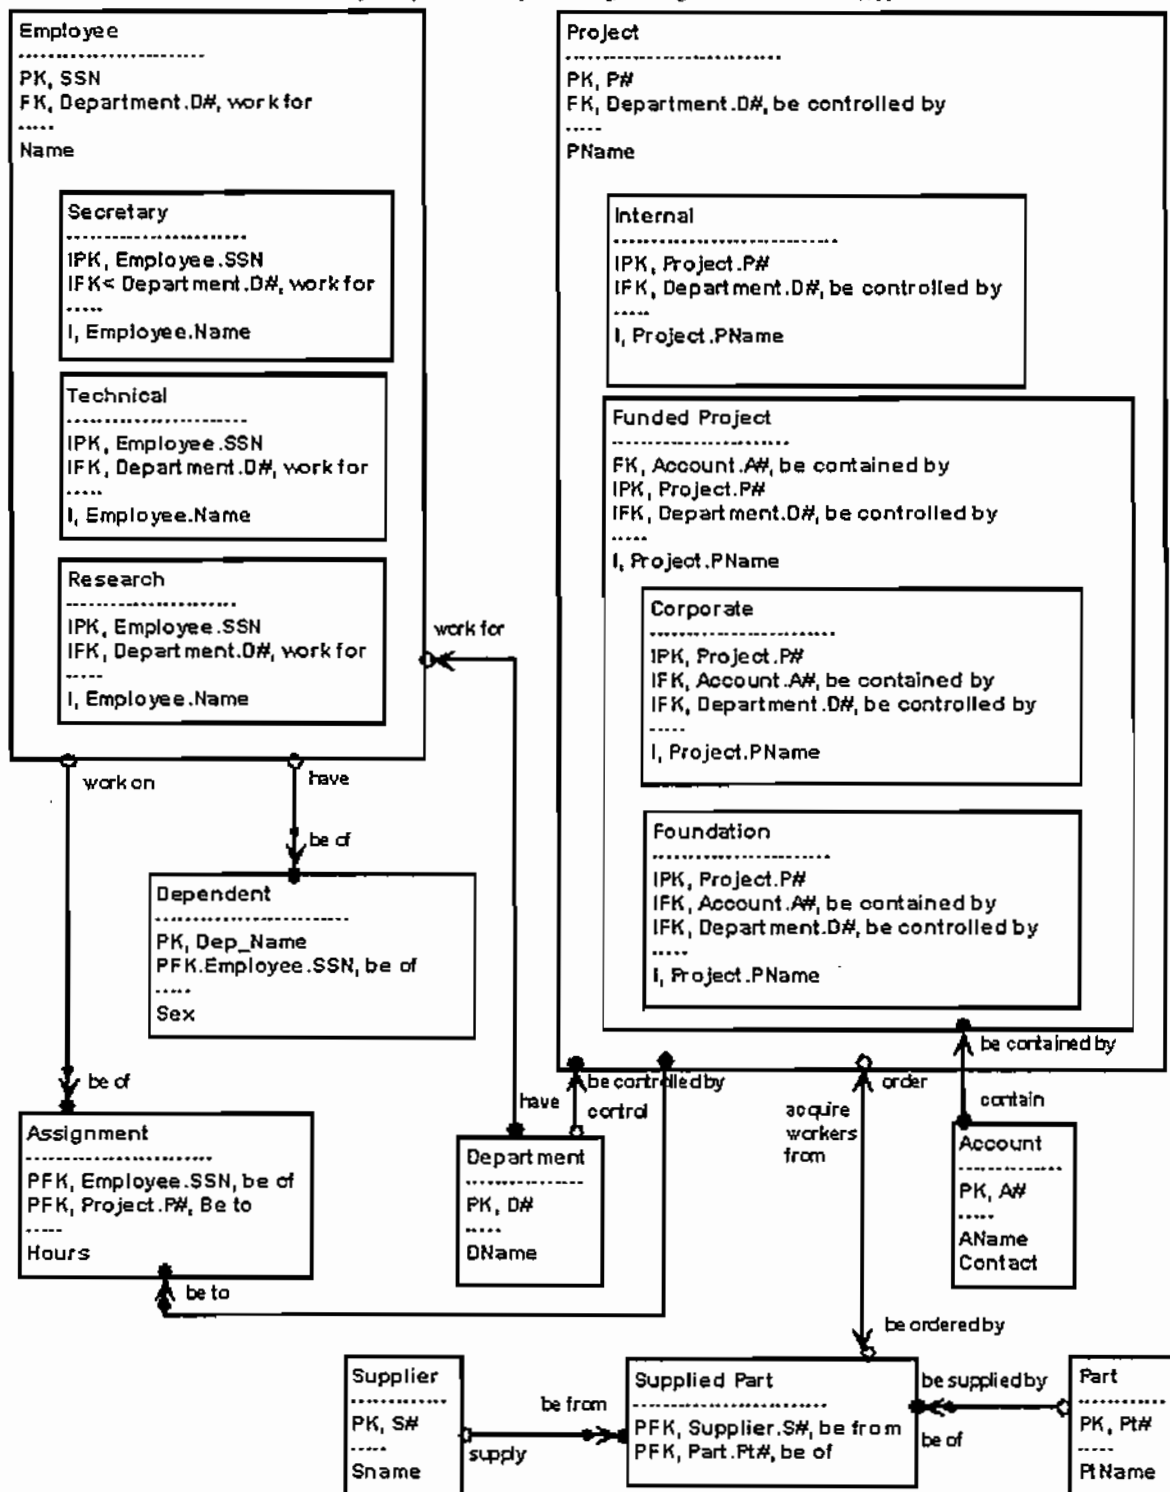 Employee
PK, SSN
FK, Department.D#, work for
Name
Secretary
IPK, Employee.SSN
IFK< Department.D#, work for
I, Employee.Name
Technical
IPK, Employee.SSN
IFK, Department.D#, work for
I, Employee.Name
Research
IPK, Employee.SSN
IFK, Department.D#, work for
I, Employee.Name
work for
work on
have
Project
PK, P#
FK, Department.D#, be controlled by
PName
Internal
IPK, Project.P#
IFK, Department.D#, be controlled by
I, Project.PName
Funded Project
FK, Account.A#, be contained by
IPK, Project.P#
IFK, Department.D#, be controlled by
I, Project.PName
Corporate
IPK, Project.P#
IFK, Account.A#, be contained by
IFK, Department.D#, be controlled by
I, Project.PName
Foundation
IPK, Project.P#
IFK, Account.A#, be contained by
IFK, Department.D#, be controlled by
I, Project.PName
be of
Dependent
PK, Dep_Name
PFK.Employee.SSN, be of
Sex
be of
Assignment
PFK, Employee.SSN, be of
PFK, Project.P#, Be to
Hours
be to
have
be controlled by
control
Department
PK, D#
DName
order
acquire
workers
from
be contained by
contain
Account
PK, A#
AName
Contact
be ordered by
Supplier
PK, S#
Sname
be from
supply
Supplied Part
PFK, Supplier.S#, be from
PFK, Part.Pt#, be of
be supplied by
be of
Part
PK, Pt#
PtName